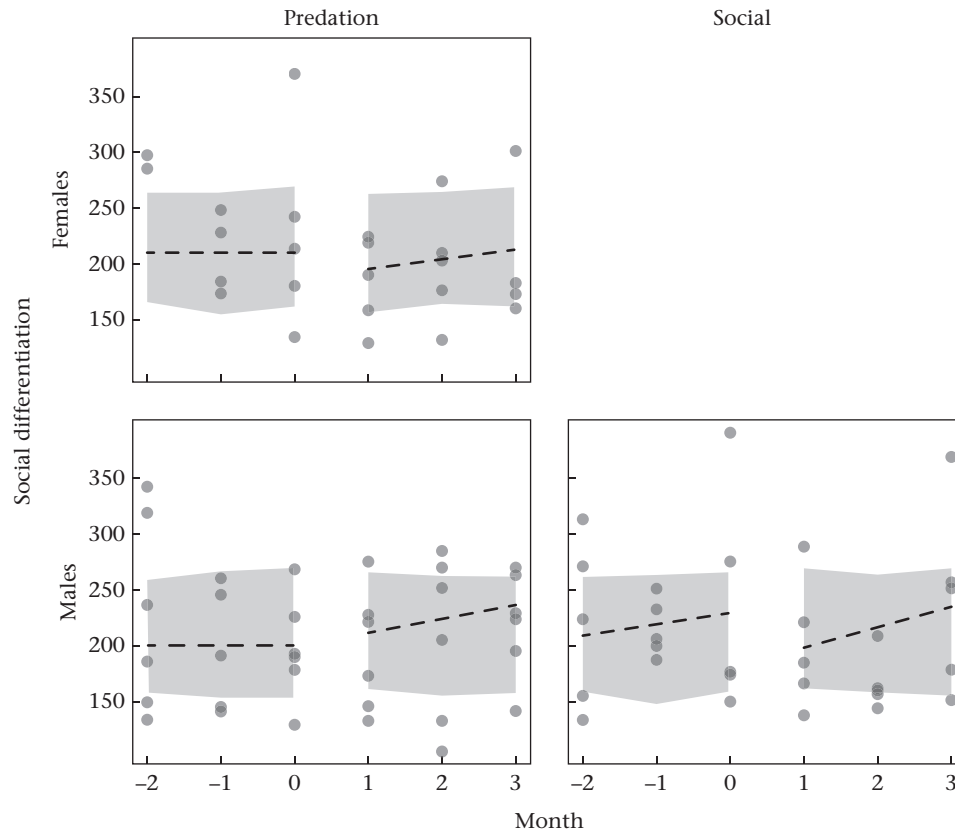 Predation Social
350
300
250
200
150
Females
Social differentiation
350
300
250
200
150
Males
−2 −1 0 1 2 3 −2 −1 0 1 2 3
Month